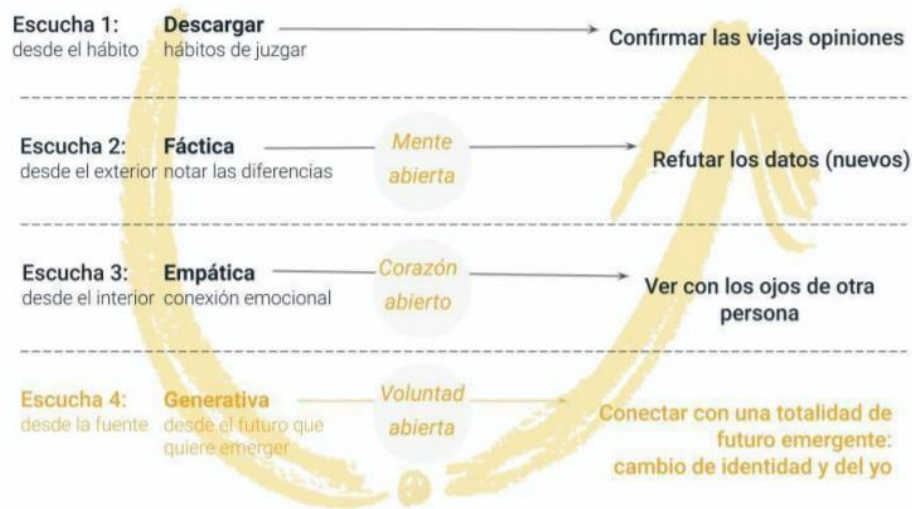 Escucha 1: Descargar Confirmar las viejas opiniones
desde el hábito hábitos de juzgar
Escucha 2: Fáctica Mente abierta Refutar los datos (nuevos)
desde el exterior notar las diferencias
Escucha 3: Empática Corazón abierto Ver con los ojos de otra
desde el interior conexión emocional persona
Escucha 4: Generativa Voluntad abierta Conectar con una totalidad de
desde la fuente desde el futuro que futuro emergente:
quiere emerger cambio de identidad y del yo